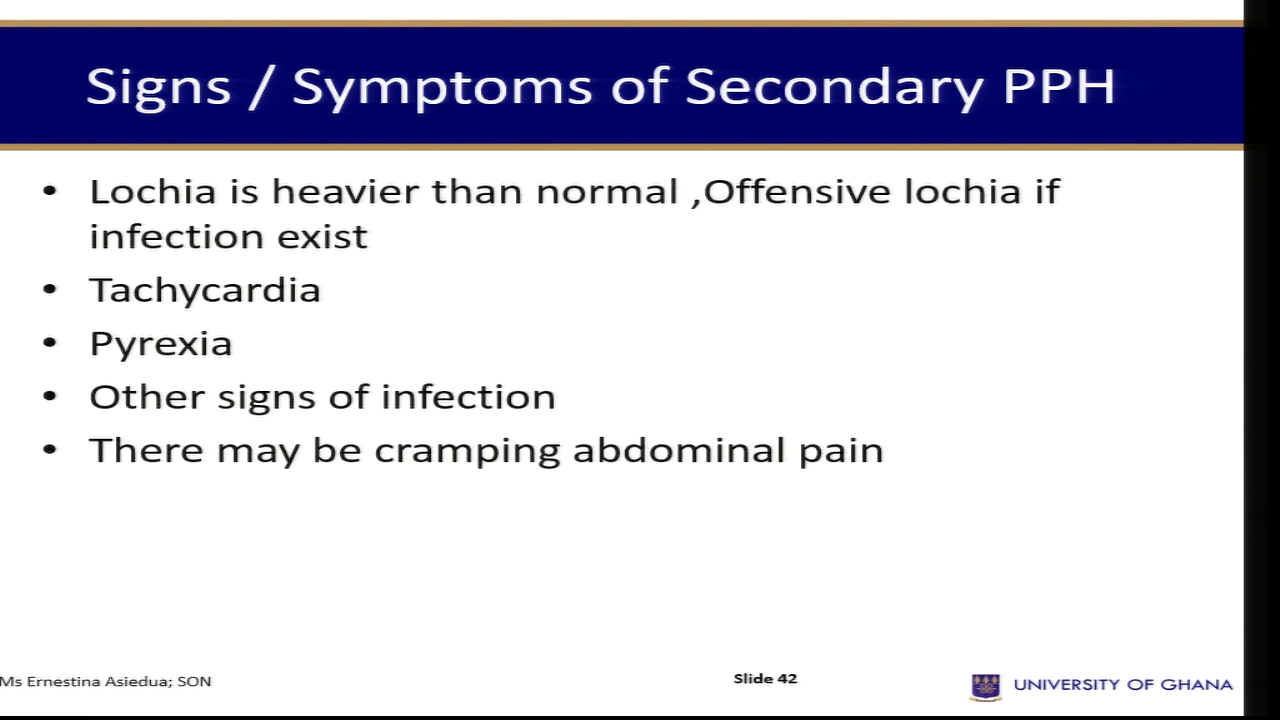 Signs / Symptoms of Secondary PPH
• Lochia is heavier than normal ,Offensive lochia if
infection exist
• Tachycardia
• Pyrexia
• Other signs of infection
• There may be cramping abdominal pain
Ms Ernestina Asiedua; SON
Slide 42
UNIVERSITY OF GHANA